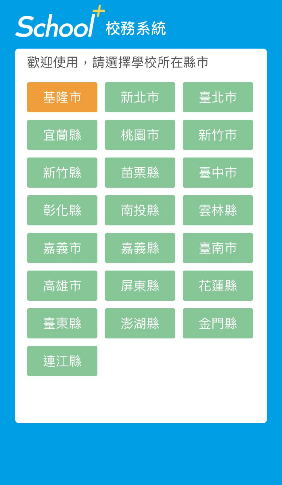 School+ 校務系統
歡迎使用，請選擇學校所在縣市
基隆市 新北市 臺北市
宜蘭縣 桃園市 新竹市
新竹縣 苗栗縣 臺中市
彰化縣 南投縣 雲林縣
嘉義市 嘉義縣 臺南市
高雄市 屏東縣 花蓮縣
臺東縣 澎湖縣 金門縣
連江縣